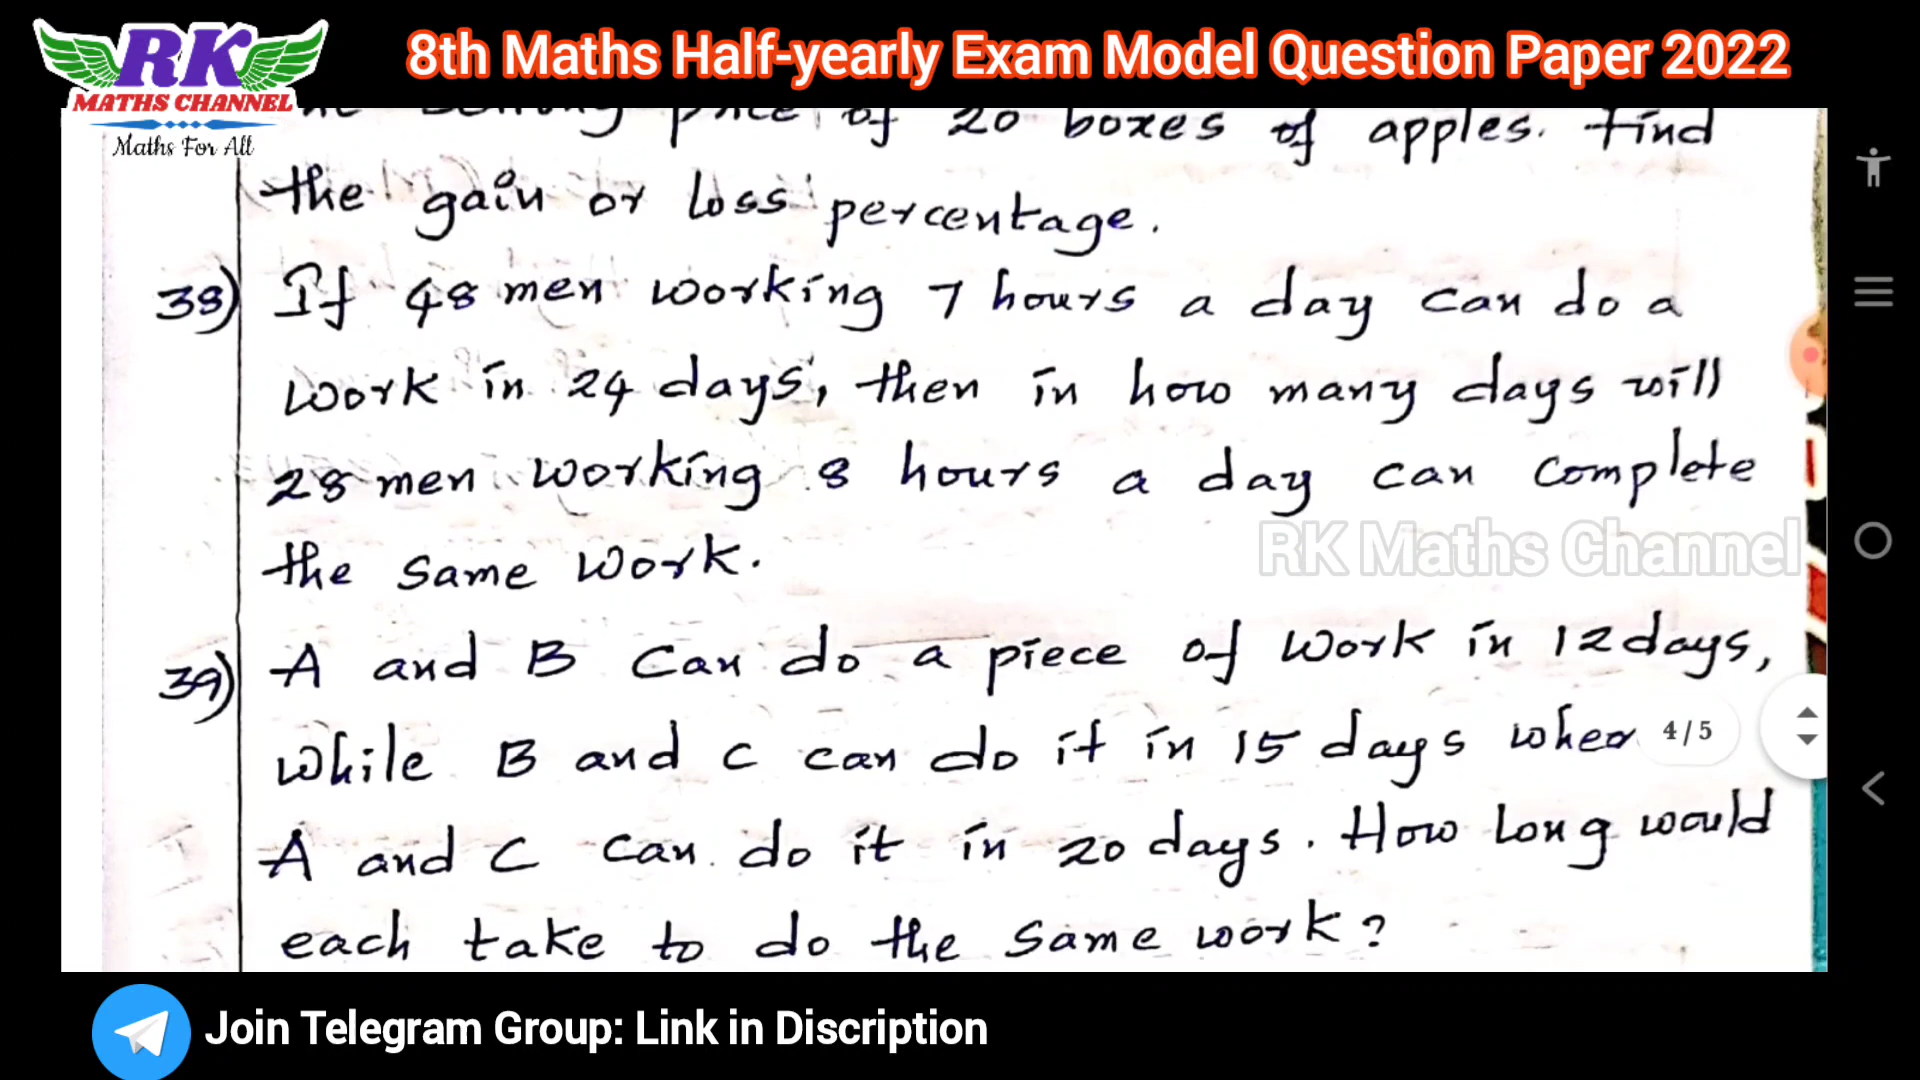 RK
MATHS CHANNEL
Maths For All
8th Maths Half-yearly Exam Model Question Paper 2022
price of 20 boxes of apples. Find
the gain or loss percentage.
38) If 48 men working 7 hours a day can do a
work in 24 days, then in how many days will
28 men working 8 hours a day can complete
the same work.
RK Maths Channel
39) A and B can do a piece of work in 12 days,
while B and C can do it in 15 days
4/5
A and C can do it in 20 days. How long would
each take to do the same work?
Join Telegram Group: Link in Discription